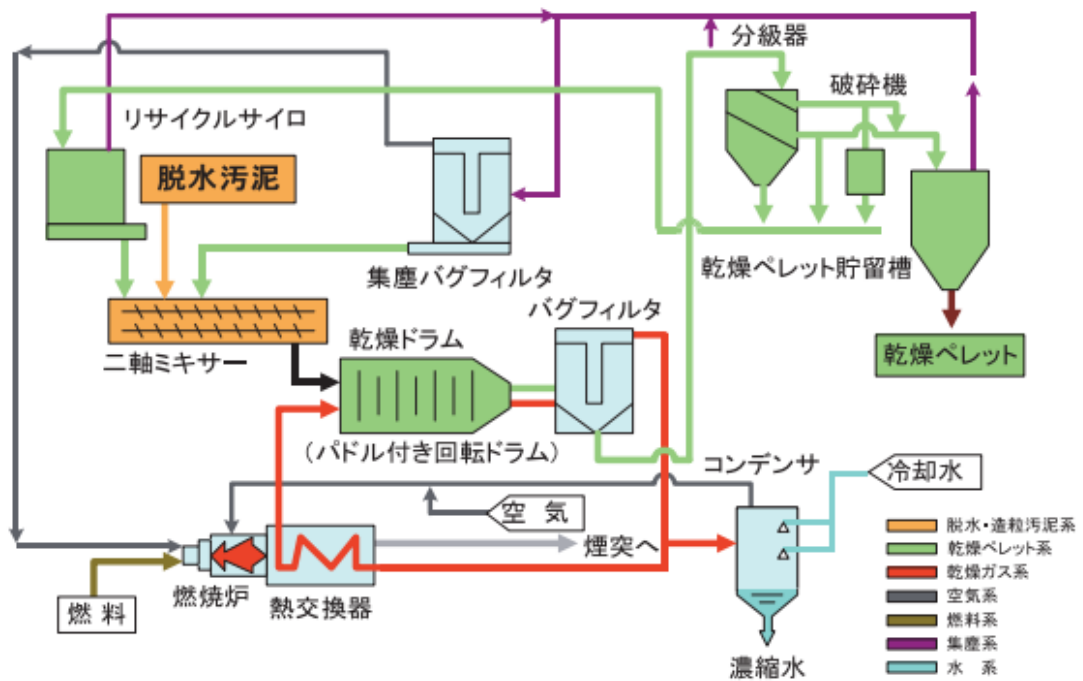 分級器
破砕機
リサイクルサイロ
脱水汚泥
集塵バグフィルタ
乾燥ペレット貯留槽
バグフィルタ
二軸ミキサー
乾燥ドラム
乾燥ペレット
(パドル付き回転ドラム)
コンデンサ
冷却水
空 気
煙突へ
燃焼炉
熱交換器
燃 料
濃縮水
脱水・造粒汚泥系
乾燥ペレット系
乾燥ガス系
空気系
燃料系
集塵系
水 系